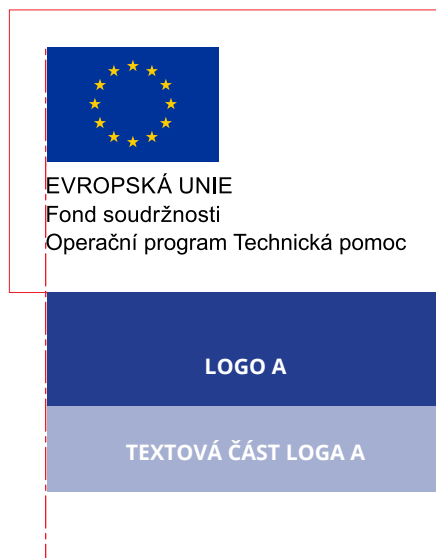 EVROPSKÁ UNIE
Fond soudržnosti
Operační program Technická pomoc
LOGO A
TEXTOVÁ ČÁST LOGA A